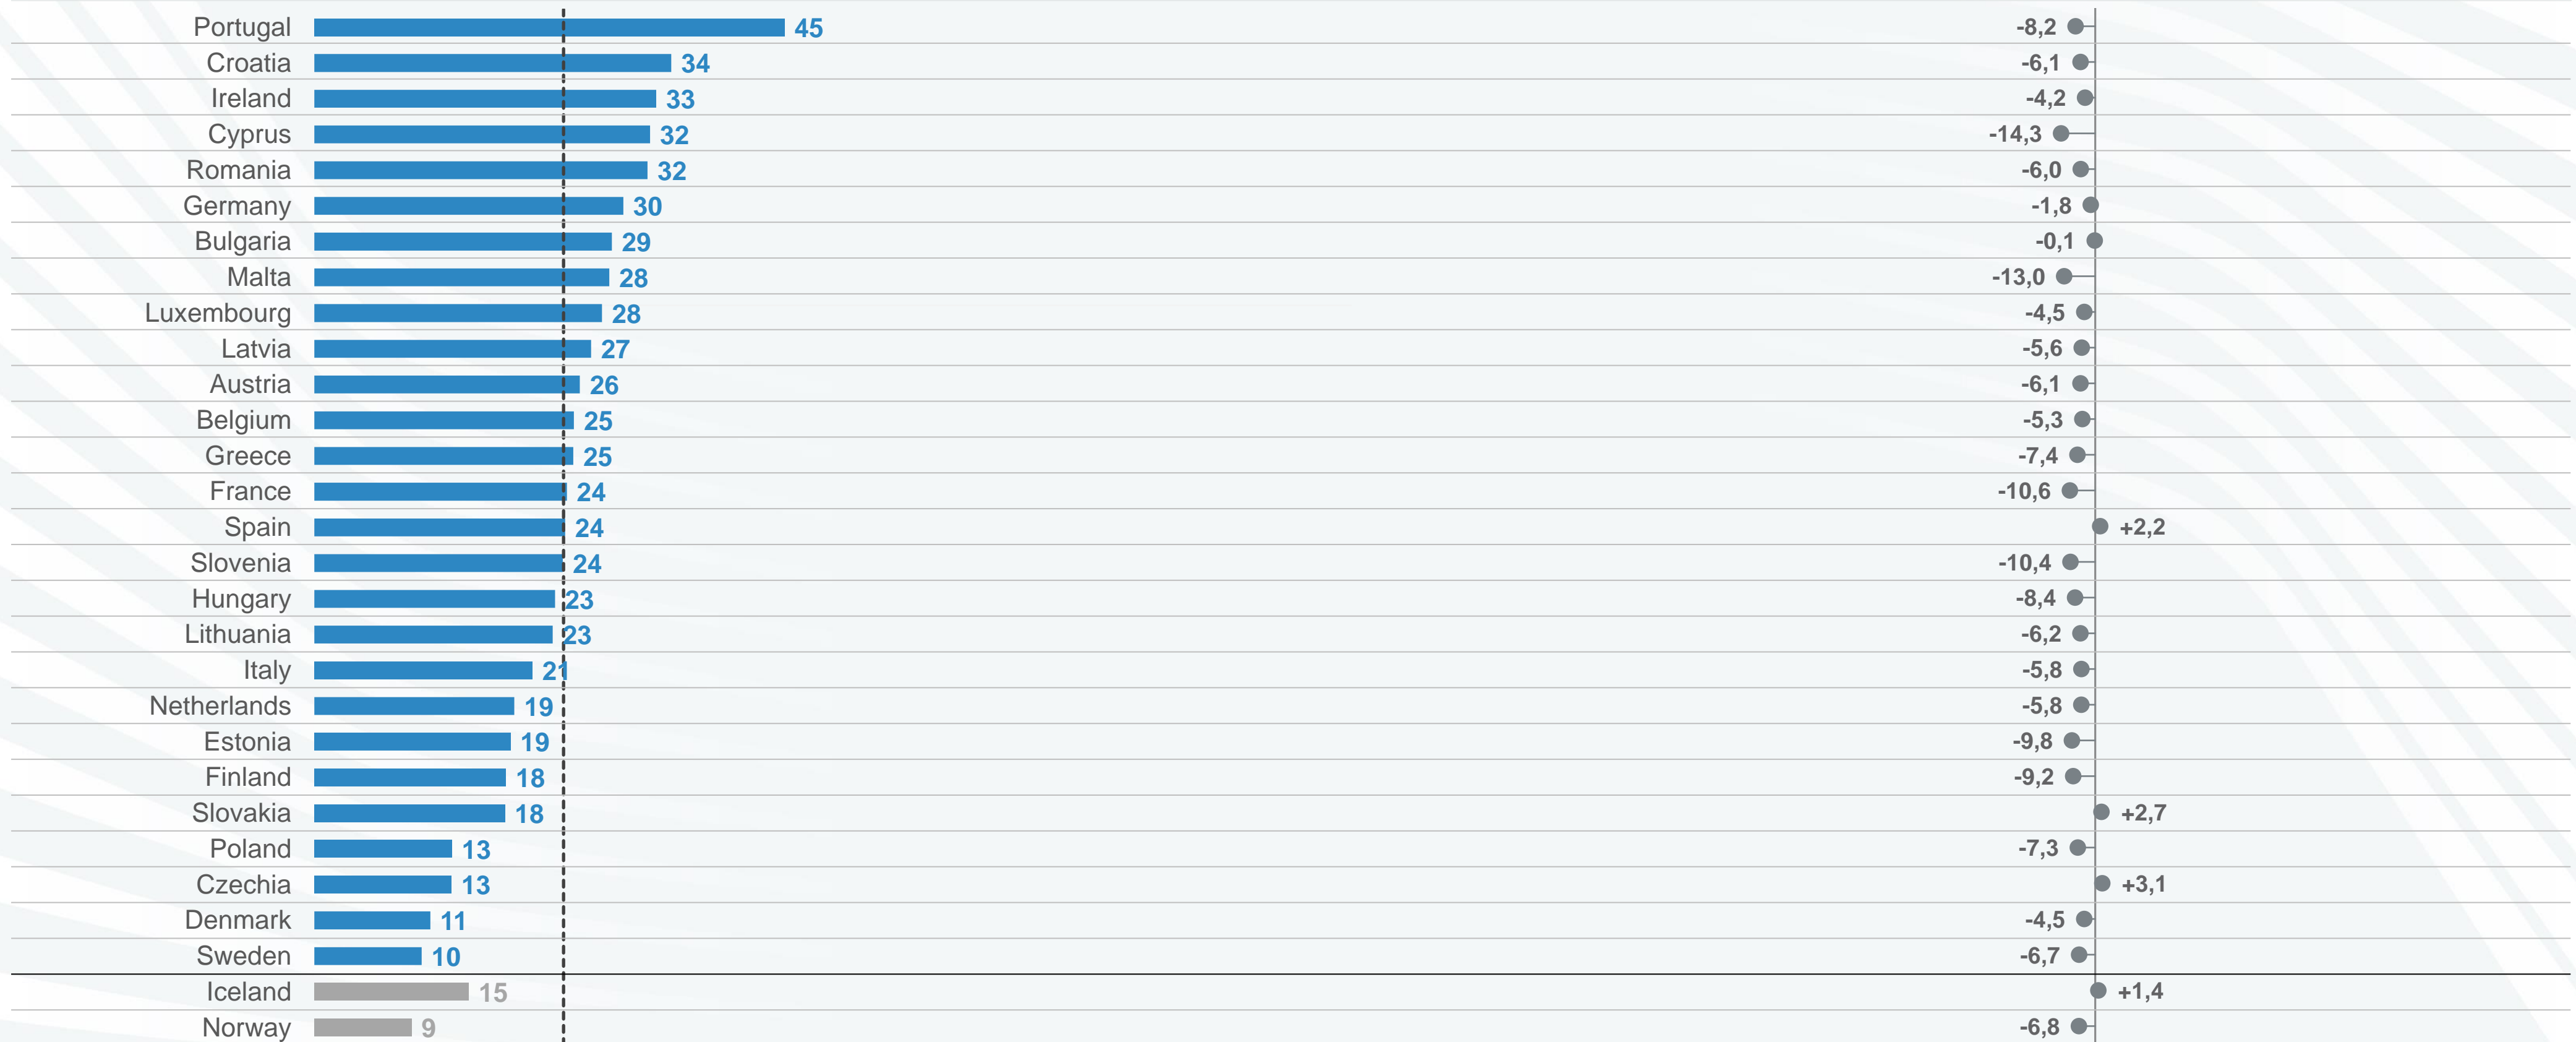 Portugal 45 -8,2
Croatia 34 -6,1
Ireland 33 -4,2
Cyprus 32 -14,3
Romania 32 -6,0
Germany 30 -1,8
Bulgaria 29 -0,1
Malta 28 -13,0
Luxembourg 28 -4,5
Latvia 27 -5,6
Austria 26 -6,1
Belgium 25 -5,3
Greece 25 -7,4
France 24 -10,6
Spain 24 +2,2
Slovenia 24 -10,4
Hungary 23 -8,4
Lithuania 23 -6,2
Italy 21 -5,8
Netherlands 19 -5,8
Estonia 19 -9,8
Finland 18 -9,2
Slovakia 18 +2,7
Poland 13 -7,3
Czechia 13 +3,1
Denmark 11 -4,5
Sweden 10 -6,7
Iceland 15 +1,4
Norway 9 -6,8